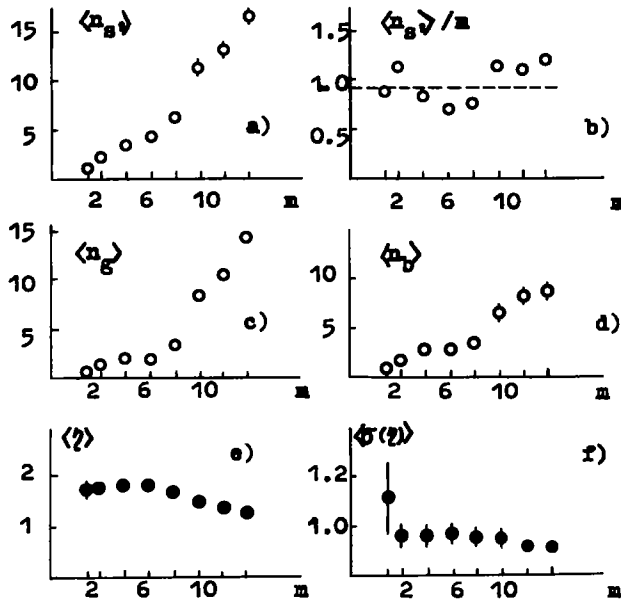 15
⟨n_s'⟩
10
5
a)
2 6 10 m
1.5
⟨n_s'⟩/m
1.0
0.5
b)
2 6 10 m
15
⟨n_g⟩
10
5
c)
2 6 10 m
10
⟨n_b⟩
5
d)
2 6 10 m
⟨η⟩
e)
2
1
2 6 10 m
⟨σ(η)⟩
f)
1.2
1.0
2 6 10 m